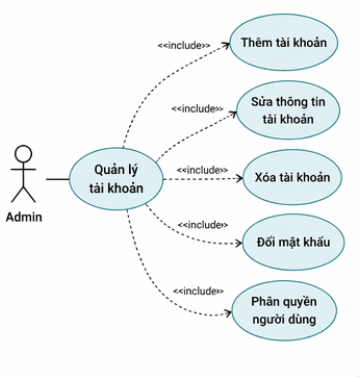 <<include>>
Thêm tài khoản
<<include>>
Sửa thông tin
tài khoản
Quản lý
tài khoản
<<include>>
Xóa tài khoản
Admin
<<include>>
Đổi mật khẩu
<<include>>
Phân quyền
người dùng